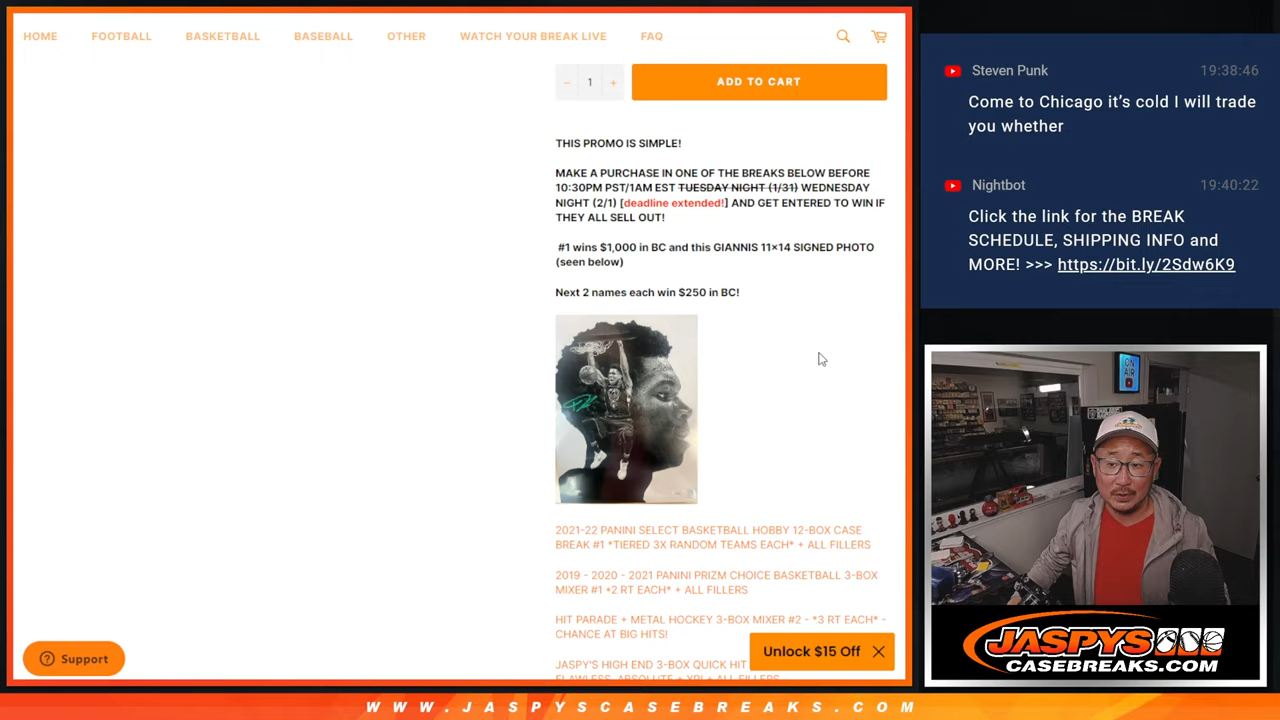 HOME FOOTBALL BASKETBALL BASEBALL OTHER WATCH YOUR BREAK LIVE FAQ
− 1 + ADD TO CART
THIS PROMO IS SIMPLE!
MAKE A PURCHASE IN ONE OF THE BREAKS BELOW BEFORE
10:30PM PST/1AM EST TUESDAY NIGHT (1/31) WEDNESDAY
NIGHT (2/1) [deadline extended!] AND GET ENTERED TO WIN IF
THEY ALL SELL OUT!
#1 wins $1,000 in BC and this GIANNIS 11×14 SIGNED PHOTO
(seen below)
Next 2 names each win $250 in BC!
2021-22 PANINI SELECT BASKETBALL HOBBY 12-BOX CASE
BREAK #1 *TIERED 3X RANDOM TEAMS EACH* + ALL FILLERS
2019 - 2020 - 2021 PANINI PRIZM CHOICE BASKETBALL 3-BOX
MIXER #1 *2 RT EACH* + ALL FILLERS
HIT PARADE + METAL HOCKEY 3-BOX MIXER #2 - *3 RT EACH* -
CHANCE AT BIG HITS!
JASPY'S HIGH END 3-BOX QUICK HIT
FLAWLESS, ABSOLUTE + XR! + ALL FILLERS
Support
Unlock $15 Off
Steven Punk 19:38:46
Come to Chicago it's cold I will trade
you whether
Nightbot 19:40:22
Click the link for the BREAK
SCHEDULE, SHIPPING INFO and
MORE! >>> https://bit.ly/2Sdw6K9
ON
AIR
JASPYS
CASEBREAKS.COM
WWW.JASPYSCASEBREAKS.COM